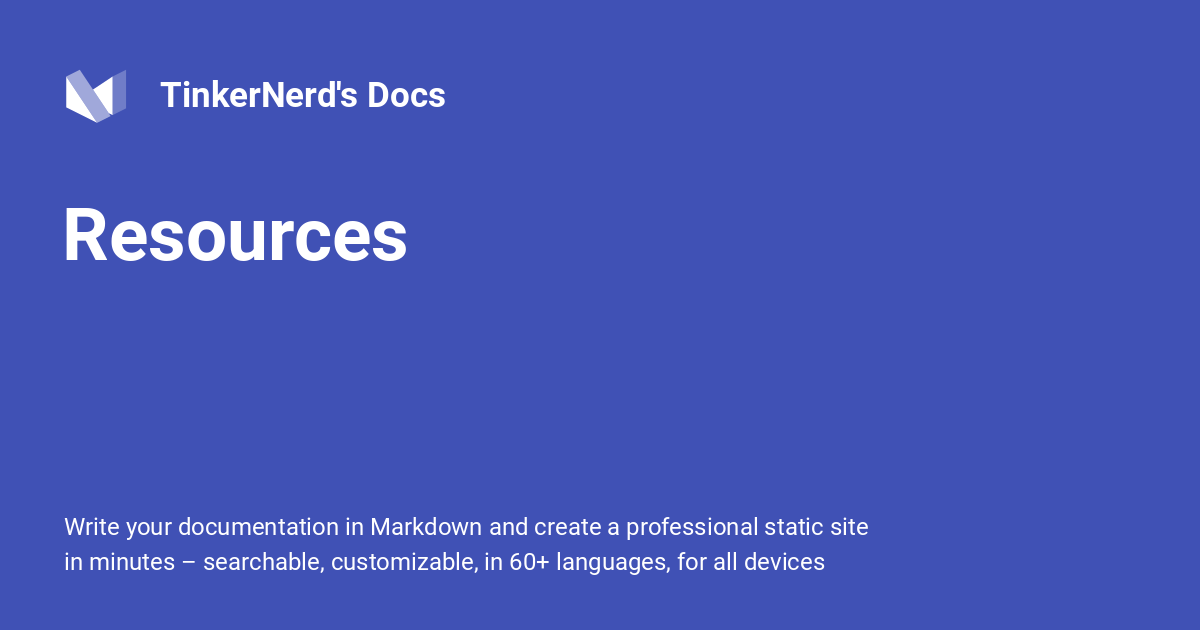 TinkerNerd's Docs
Resources
Write your documentation in Markdown and create a professional static site
in minutes – searchable, customizable, in 60+ languages, for all devices